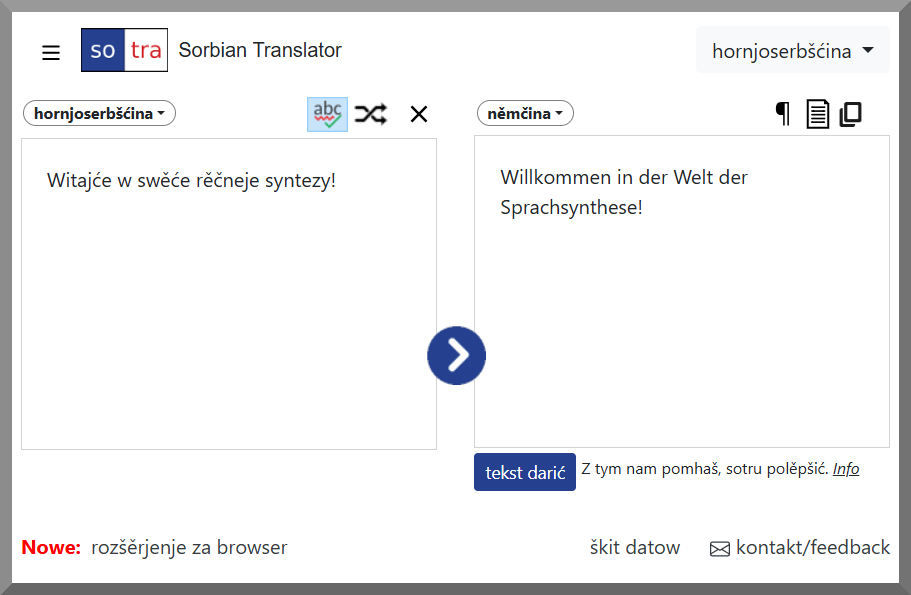 so tra Sorbian Translator hornjoserbšćina
hornjoserbšćina abc němčina ¶
Witajće w swěće rěčneje syntezy!
Willkommen in der Welt der
Sprachsynthese!
tekst darić Z tym nam pomhaš, sotru polěpšić. Info
Nowe: rozšěrjenje za browser škit datow kontakt/feedback